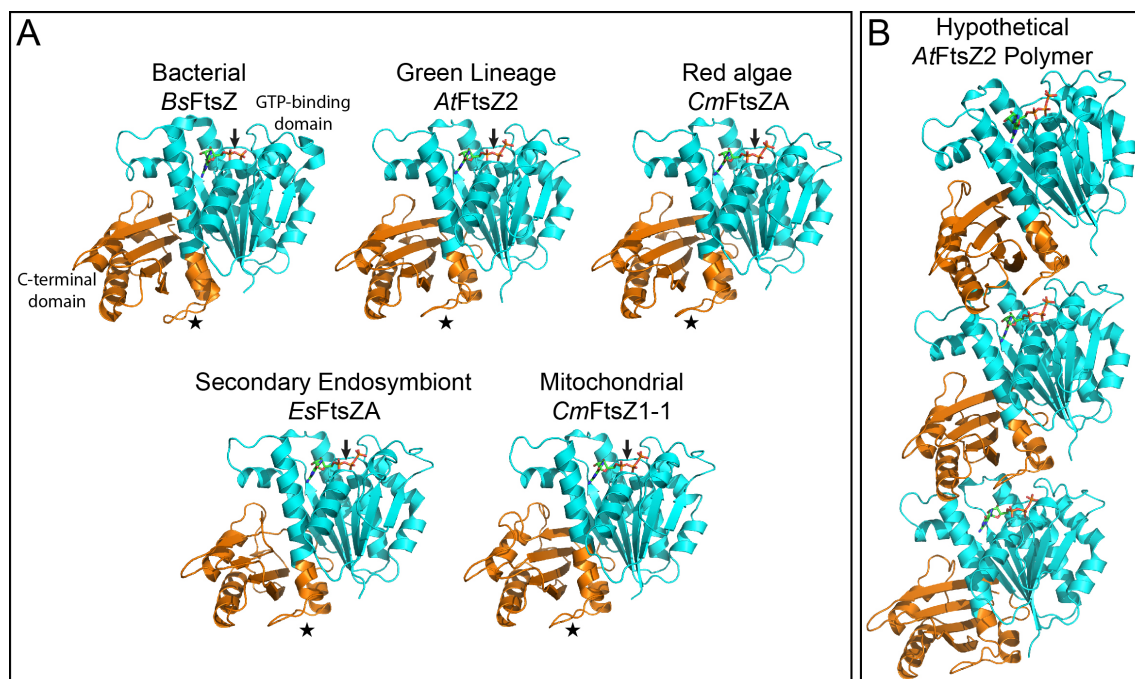 A
Bacterial
BsFtsZ
GTP-binding
domain
Green Lineage
AtFtsZ2
Red algae
CmFtsZA
C-terminal
domain
★
★
★
Secondary Endosymbiont
EsFtsZA
Mitochondrial
CmFtsZ1-1
★
★
B
Hypothetical
AtFtsZ2 Polymer